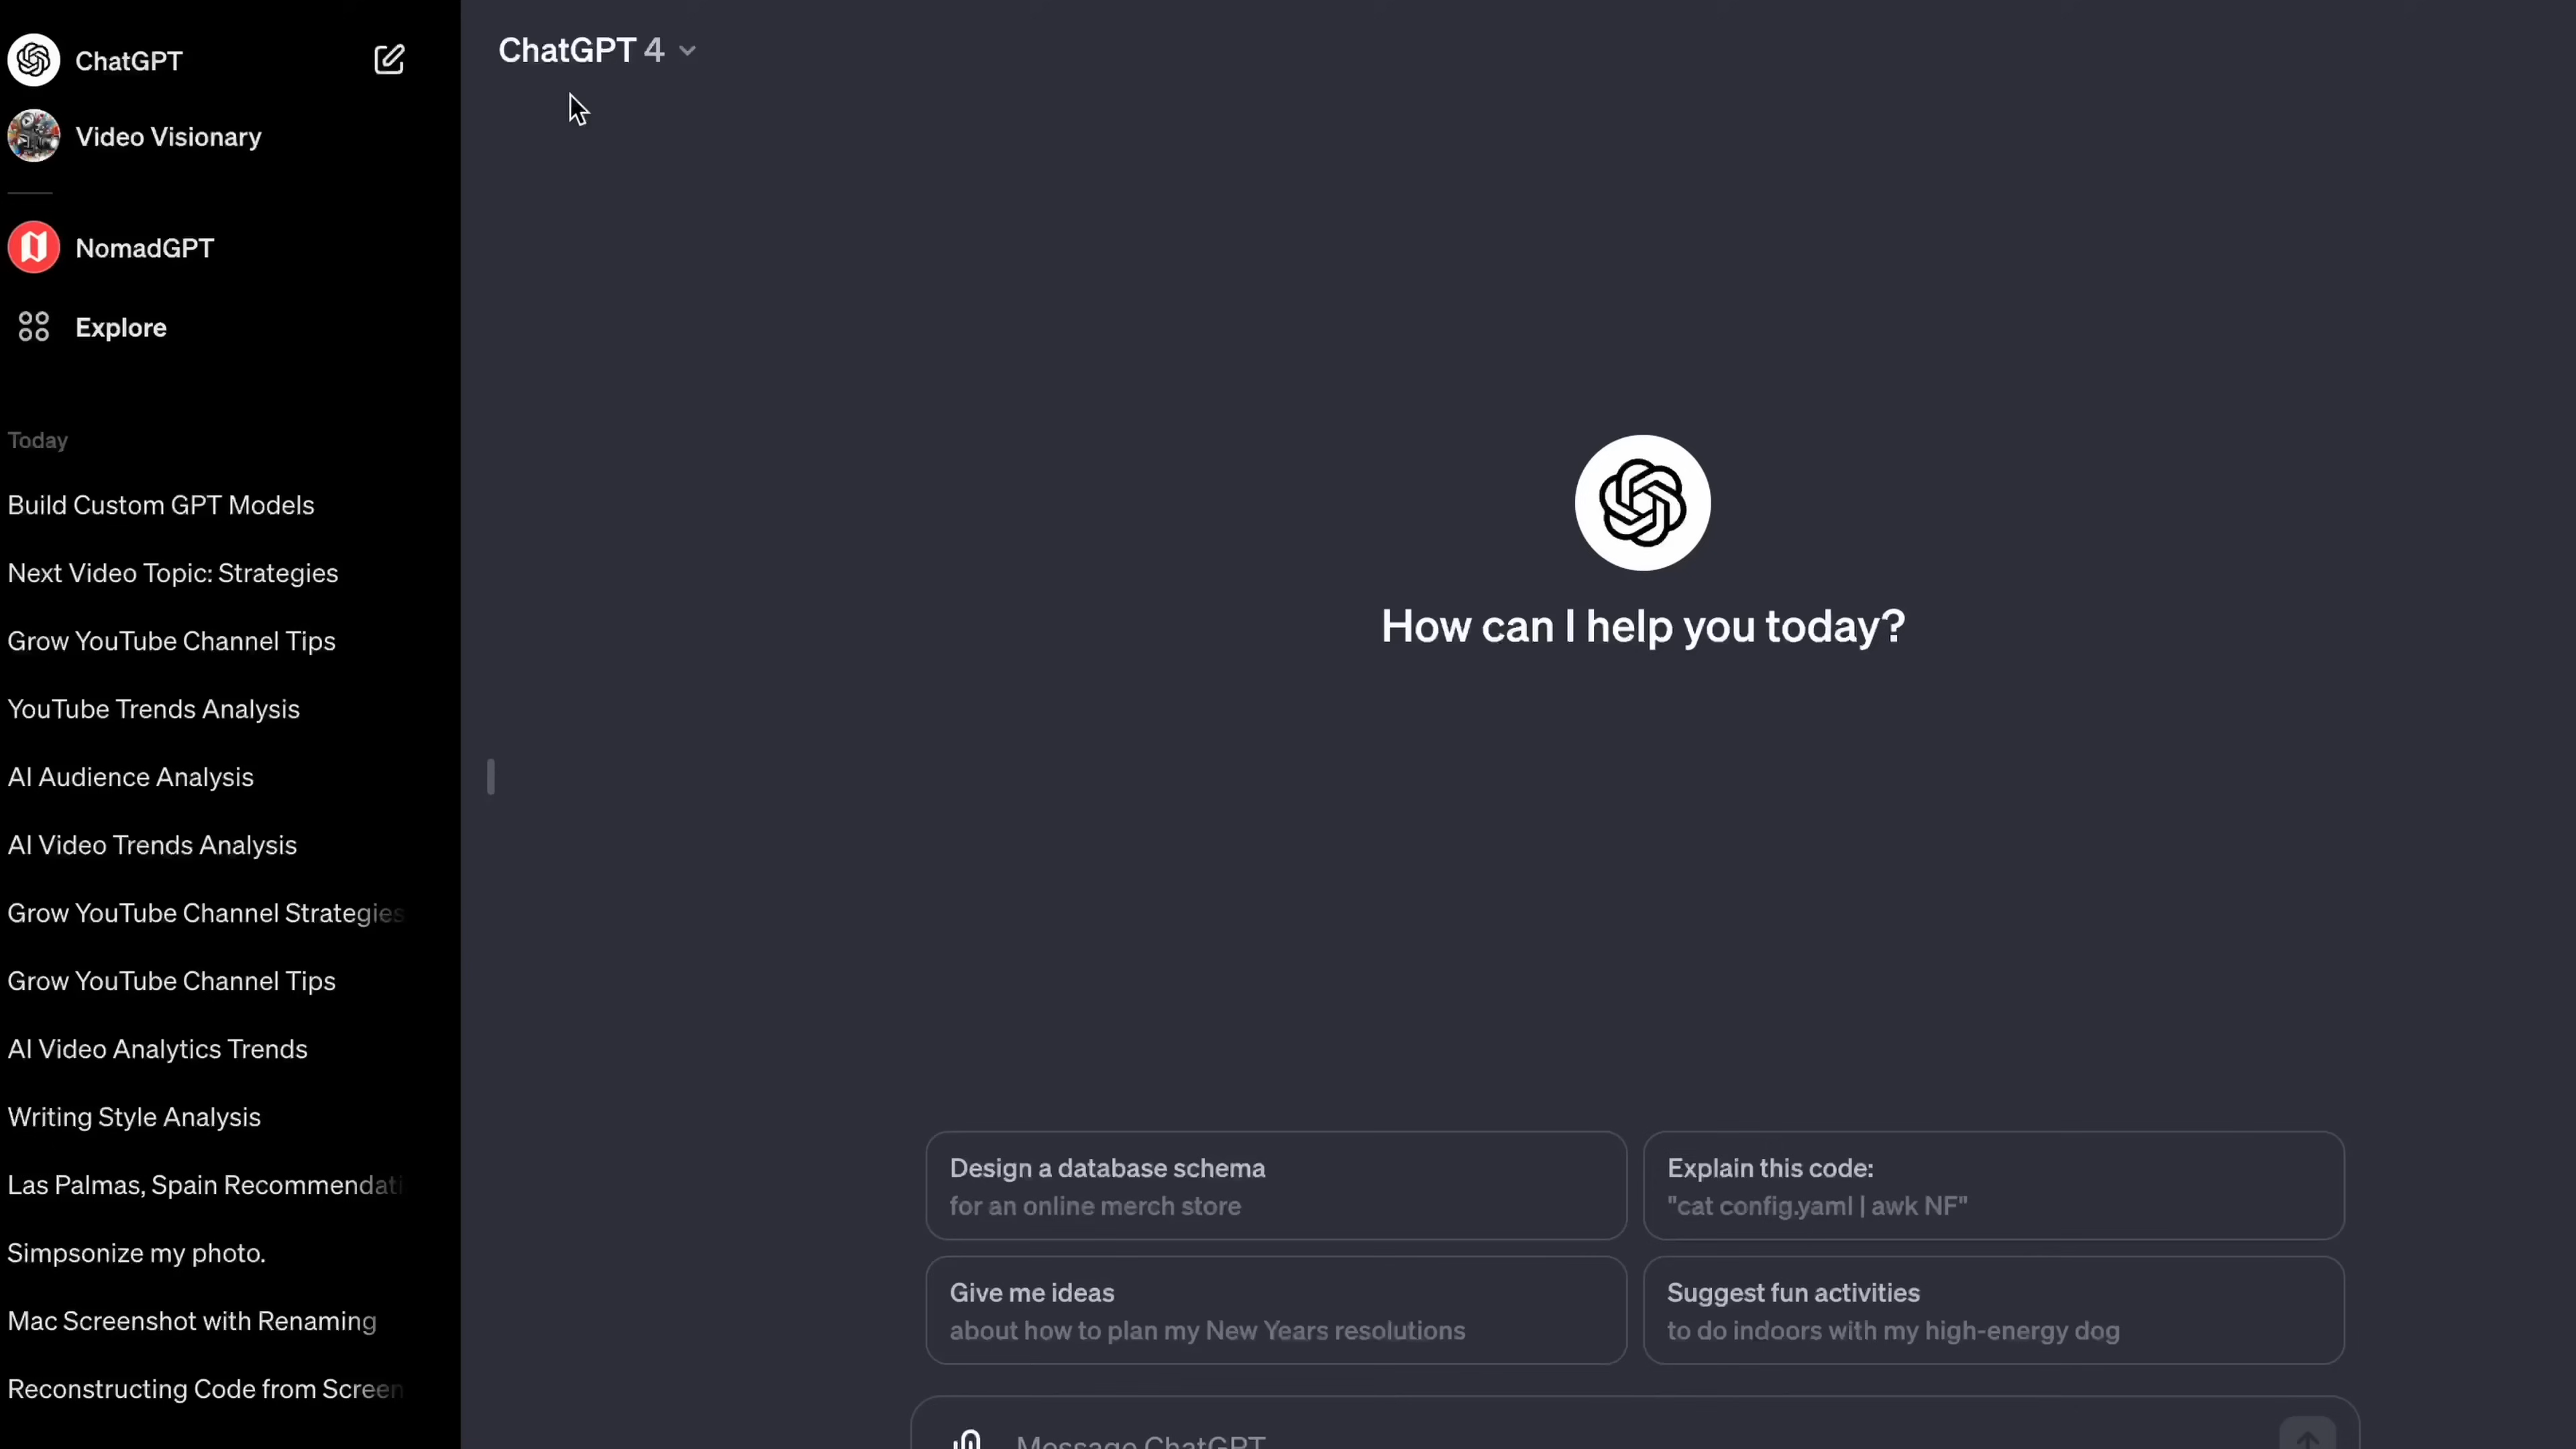 ChatGPT
Video Visionary
NomadGPT
Explore
Today
Build Custom GPT Models
Next Video Topic: Strategies
Grow YouTube Channel Tips
YouTube Trends Analysis
AI Audience Analysis
AI Video Trends Analysis
Grow YouTube Channel Strategies
Grow YouTube Channel Tips
AI Video Analytics Trends
Writing Style Analysis
Las Palmas, Spain Recommendati
Simpsonize my photo.
Mac Screenshot with Renaming
Reconstructing Code from Screen
ChatGPT 4
How can I help you today?
Design a database schema
for an online merch store
Explain this code:
"cat config.yaml | awk NF"
Give me ideas
about how to plan my New Years resolutions
Suggest fun activities
to do indoors with my high-energy dog
Message ChatGPT